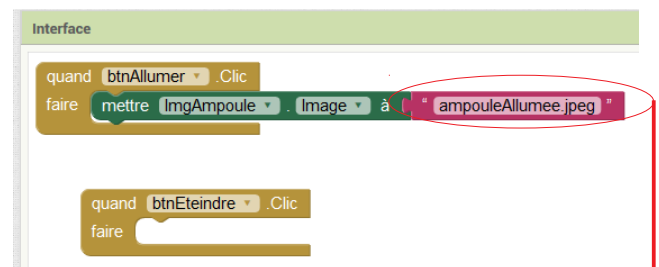 Interface
quand btnAllumer .Clic
faire mettre ImgAmpoule . Image à " ampouleAllumee.jpeg "
quand btnEteindre .Clic
faire